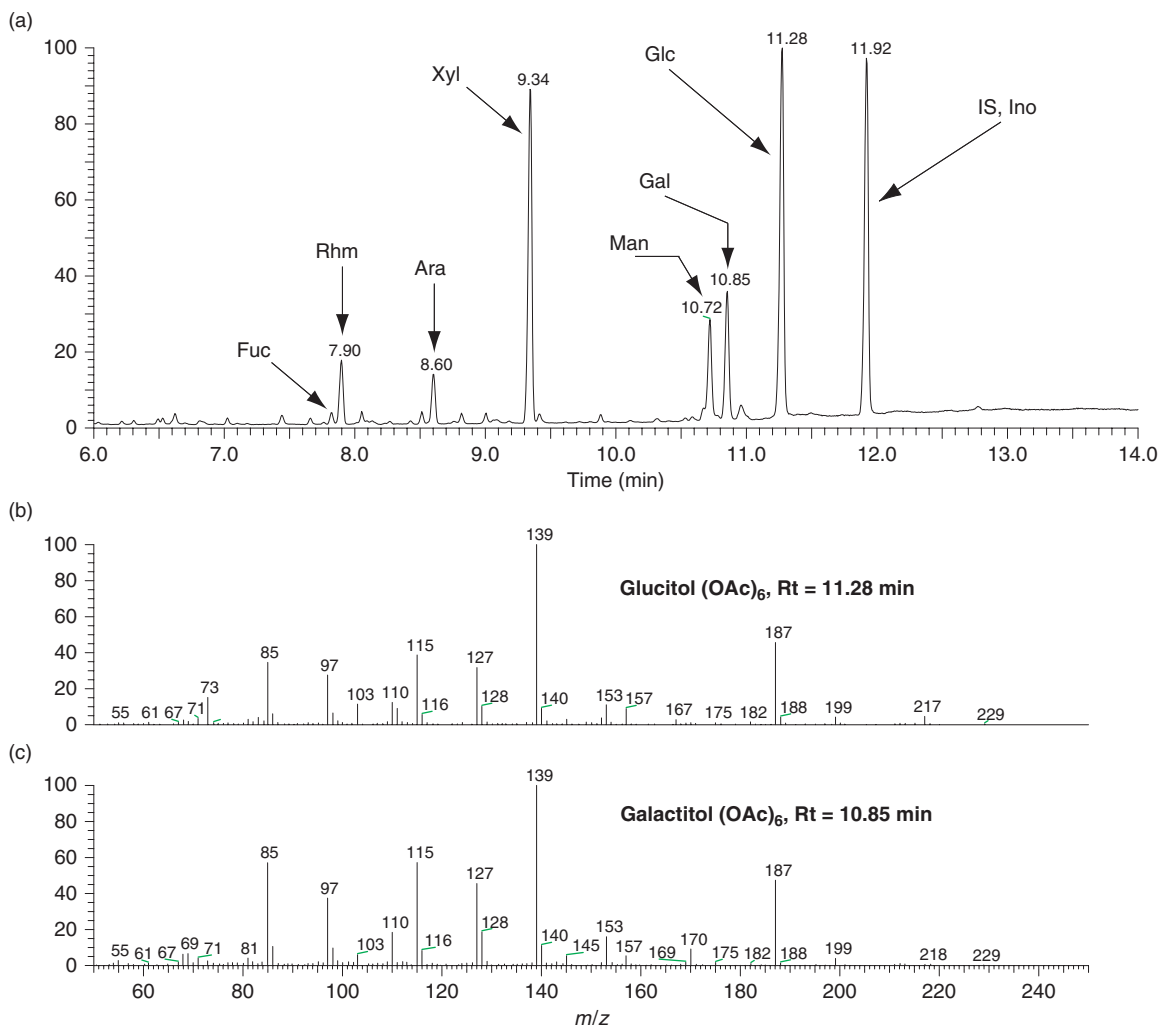 (a)
100
80
60
40
20
0
6.0 7.0 8.0 9.0 10.0 11.0 12.0 13.0 14.0
Time (min)
Fuc
Rhm
7.90
Ara
8.60
Xyl
9.34
Man
10.72
Gal
10.85
Glc
11.28
11.92
IS, Ino
(b)
100
80
60
40
20
0
Glucitol (OAc)6, Rt = 11.28 min
55 61 67 71 73 85 97 103 110 115 116 127 128 139 140 153 157 167 175 182 187 188 199 217 229
(c)
100
80
60
40
20
0
Galactitol (OAc)6, Rt = 10.85 min
55 61 67 69 71 81 85 97 103 110 115 116 127 128 139 140 145 153 157 169 170 175 182 187 188 199 218 229
60 80 100 120 140 160 180 200 220 240
m/z